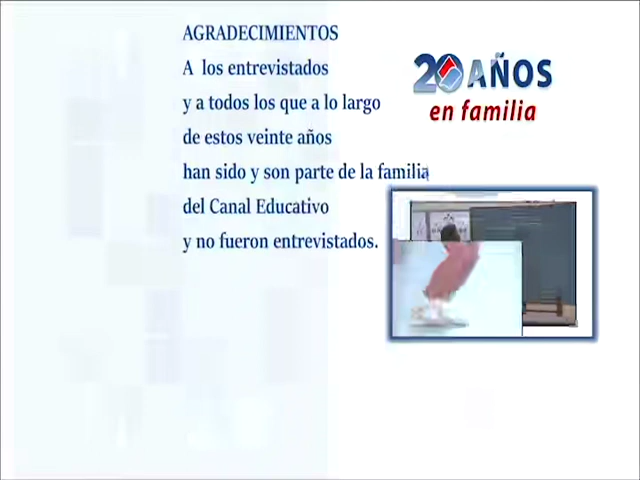 AGRADECIMIENTOS
A los entrevistados
y a todos los que a lo largo
de estos veinte años
han sido y son parte de la familia
del Canal Educativo
y no fueron entrevistados.
20 AÑOS
en familia